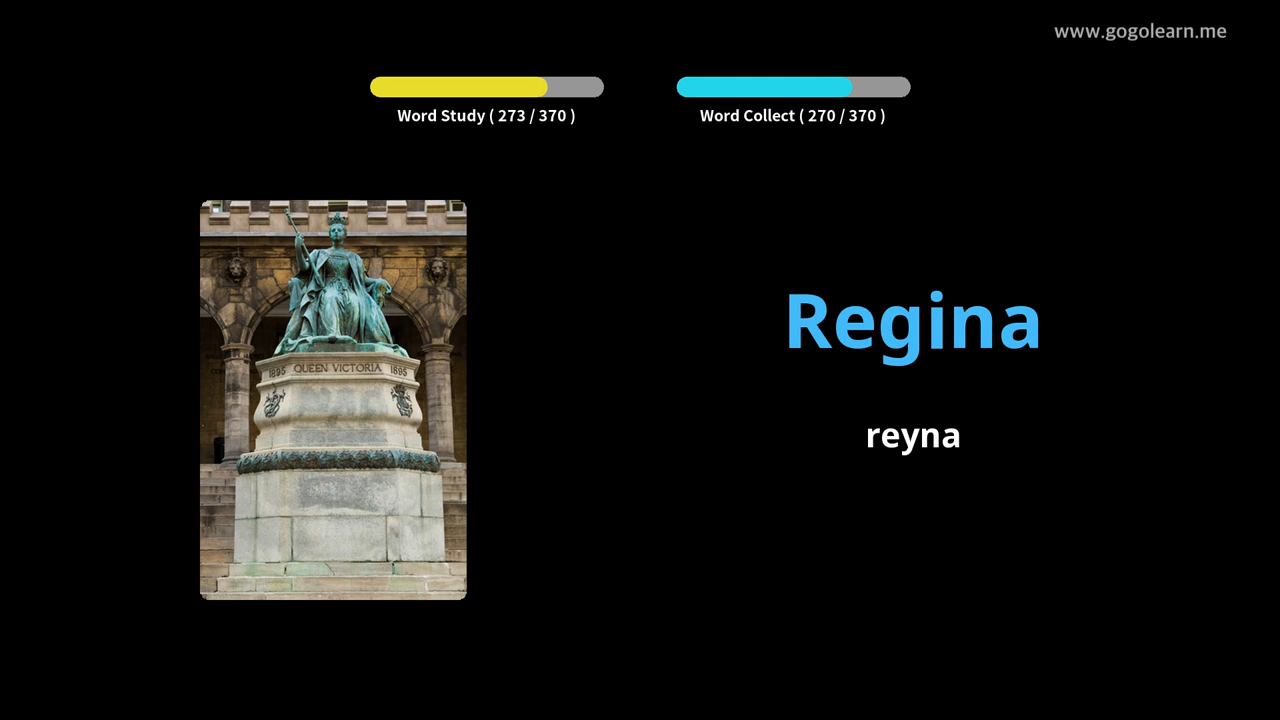 www.gogolearn.me
Word Study ( 273 / 370 )
Word Collect ( 270 / 370 )
1895 QUEEN VICTORIA 1895
Regina
reyna